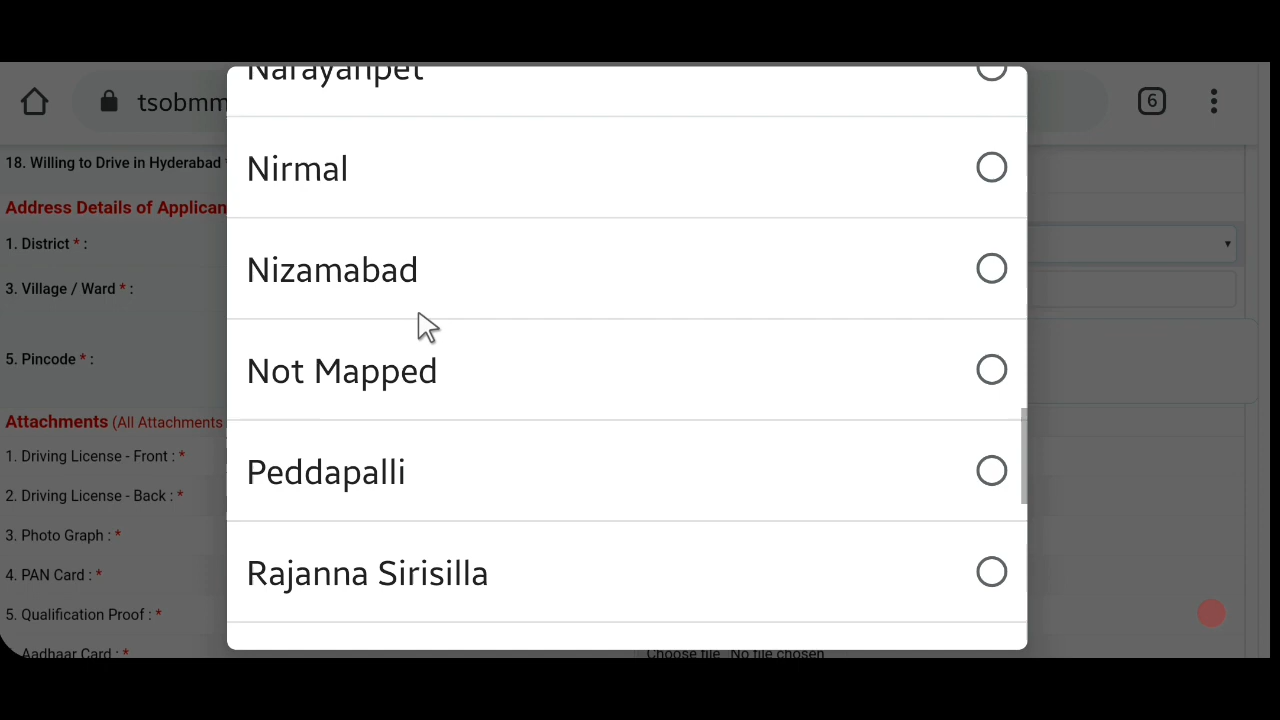 Narayanpet
tsobmm
6
18. Willing to Drive in Hyderabad
Nirmal
Address Details of Applican
1. District * :
Nizamabad
3. Village / Ward * :
5. Pincode * :
Not Mapped
Attachments (All Attachments
1. Driving License - Front : *
Peddapalli
2. Driving License - Back : *
3. Photo Graph : *
4. PAN Card : *
Rajanna Sirisilla
5. Qualification Proof : *
Aadhaar Card : *
Choose file No file chosen